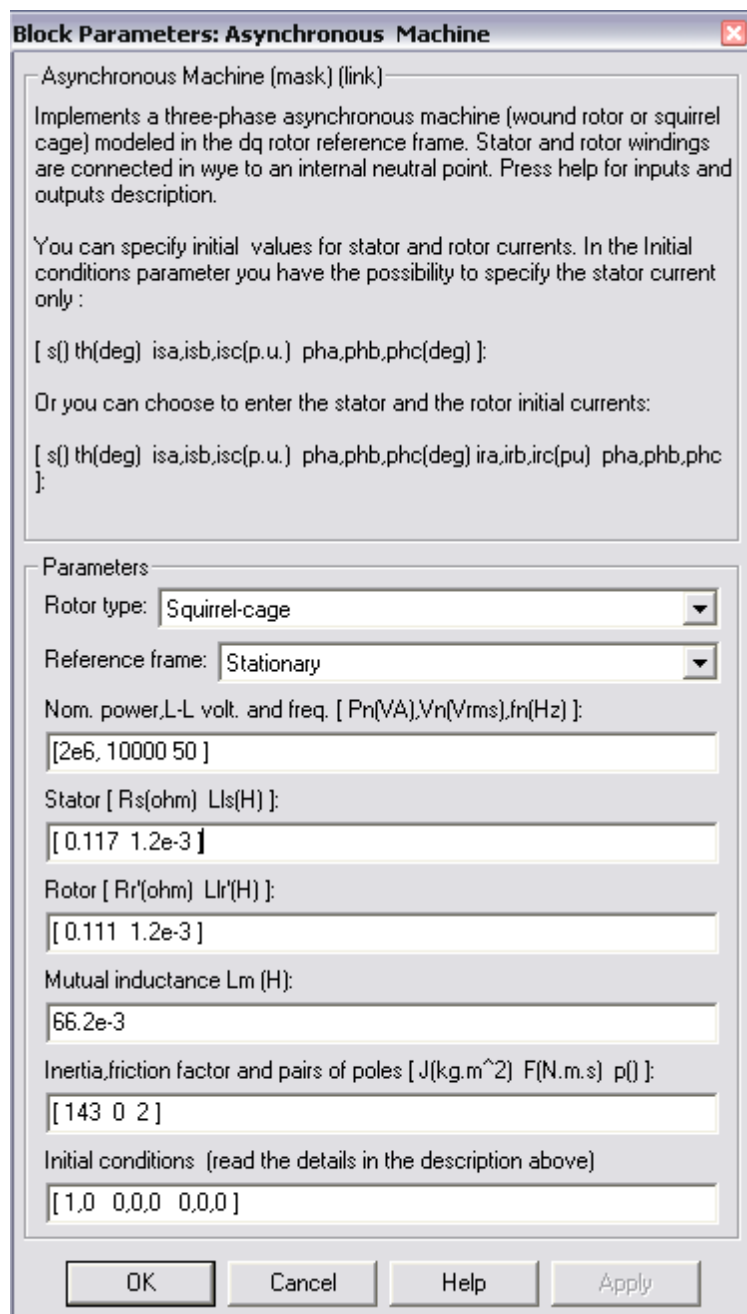 Block Parameters: Asynchronous Machine
Asynchronous Machine (mask) (link)
Implements a three-phase asynchronous machine (wound rotor or squirrel
cage) modeled in the dq rotor reference frame. Stator and rotor windings
are connected in wye to an internal neutral point. Press help for inputs and
outputs description.
You can specify initial values for stator and rotor currents. In the Initial
conditions parameter you have the possibility to specify the stator current
only :
[ s() th(deg) isa,isb,isc(p.u.) pha,phb,phc(deg) ]:
Or you can choose to enter the stator and the rotor initial currents:
[ s() th(deg) isa,isb,isc(p.u.) pha,phb,phc(deg) ira,irb,irc(pu) pha,phb,phc
]:
Parameters
Rotor type: Squirrel-cage
Reference frame: Stationary
Nom. power,L-L volt. and freq. [ Pn(VA),Vn(Vrms),fn(Hz) ]:
[2e6, 10000 50 ]
Stator [ Rs(ohm) Lls(H) ]:
[ 0.117 1.2e-3 ]
Rotor [ Rr'(ohm) Llr'(H) ]:
[ 0.111 1.2e-3 ]
Mutual inductance Lm (H):
66.2e-3
Inertia,friction factor and pairs of poles [ J(kg.m^2) F(N.m.s) p() ]:
[ 143 0 2 ]
Initial conditions (read the details in the description above)
[ 1,0 0,0,0 0,0,0 ]
OK Cancel Help Apply